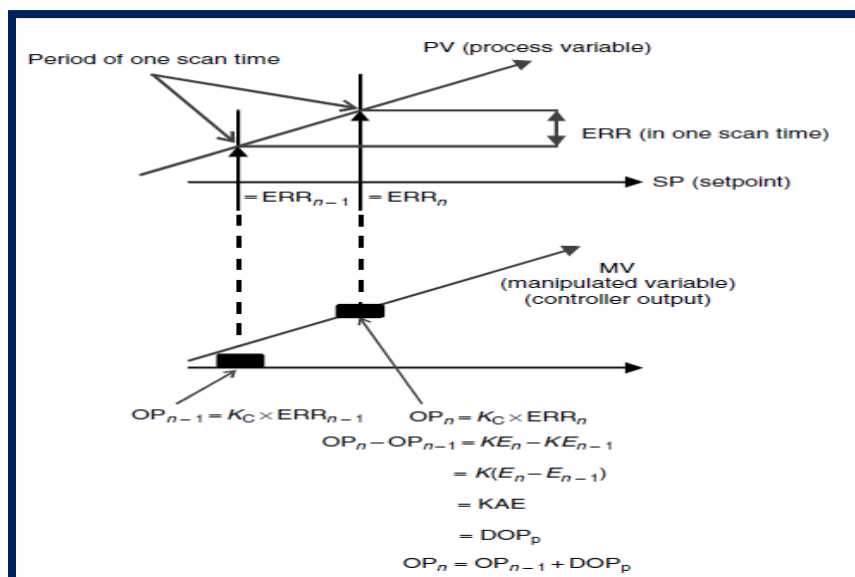 PV (process variable)
Period of one scan time
ERR (in one scan time)
SP (setpoint)
= ERRₙ₋₁
= ERRₙ
MV
(manipulated variable)
(controller output)
OPₙ₋₁ = K_C × ERRₙ₋₁
OPₙ = K_C × ERRₙ
OPₙ − OPₙ₋₁ = KEₙ − KEₙ₋₁
= K(Eₙ − Eₙ₋₁)
= KAE
= DOPₚ
OPₙ = OPₙ₋₁ + DOPₚ